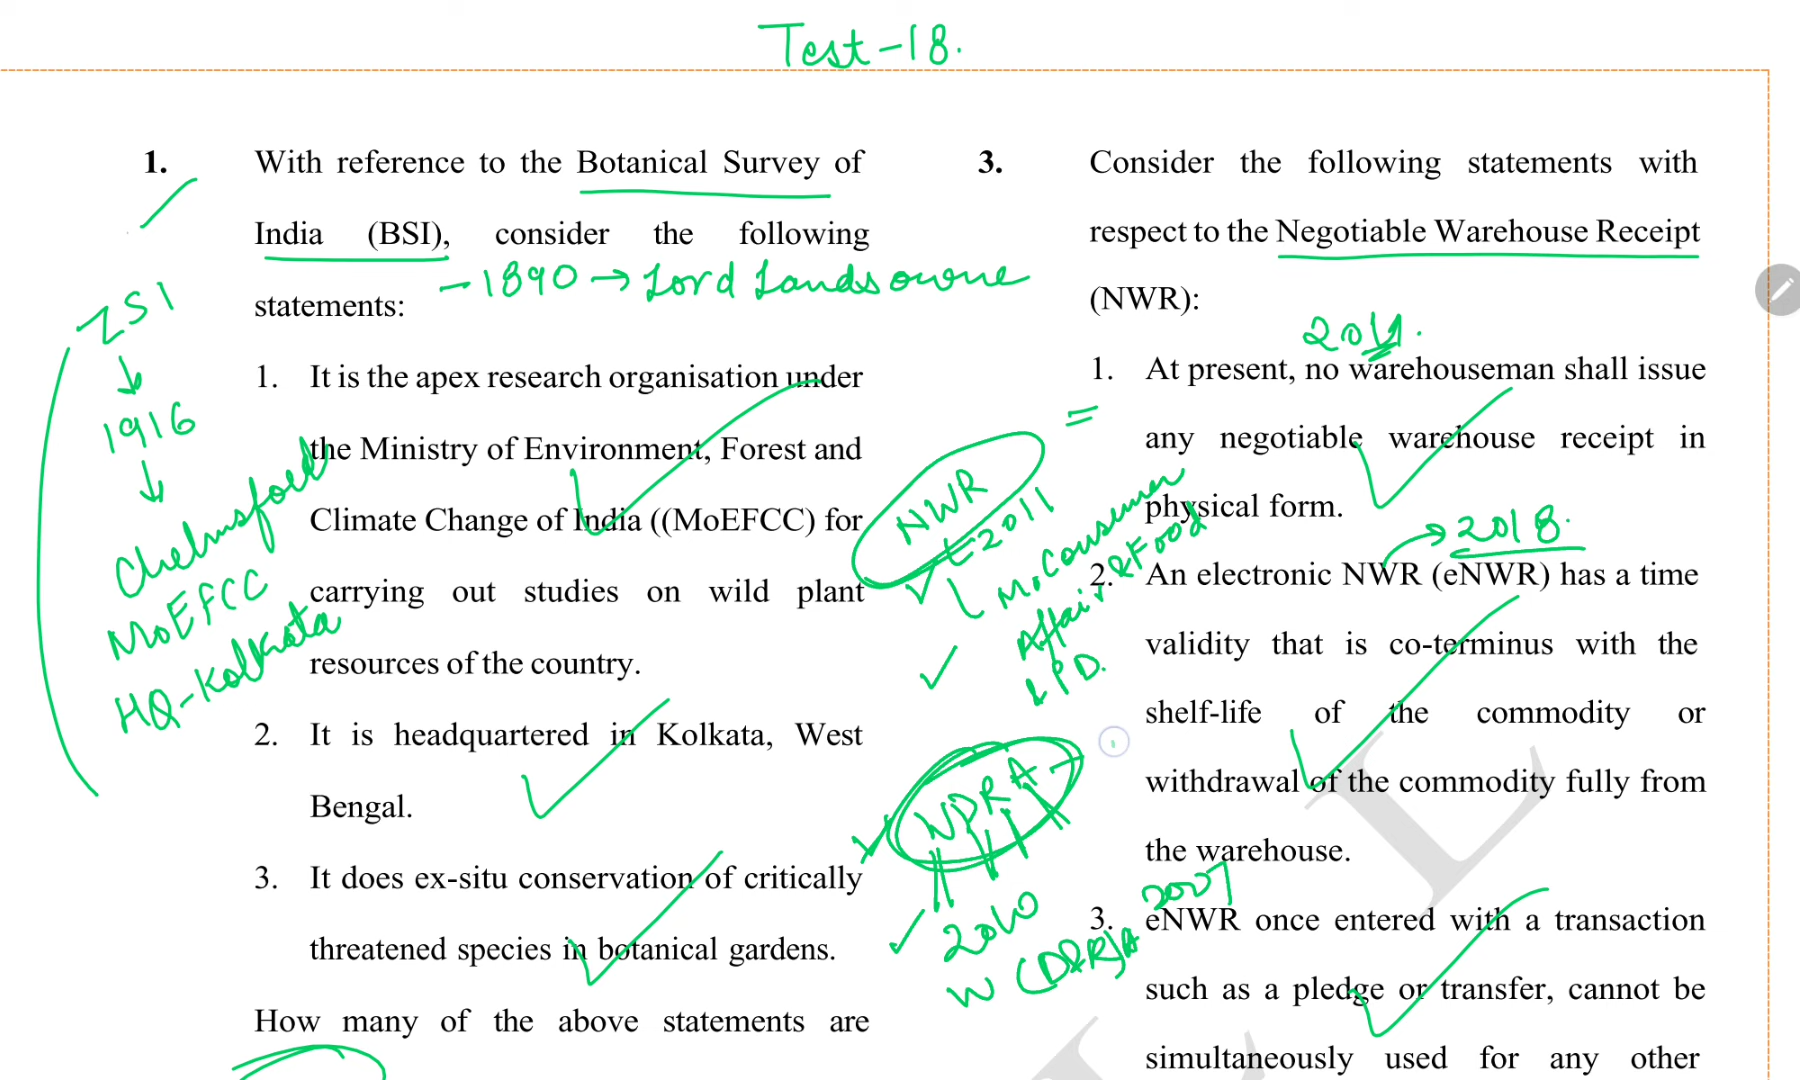 Test-18.
1. With reference to the Botanical Survey of
India (BSI), consider the following
-1890 → Lord Landsowne
statements:
1. It is the apex research organisation under
the Ministry of Environment, Forest and
Climate Change of India ((MoEFCC) for
carrying out studies on wild plant
resources of the country.
2. It is headquartered in Kolkata, West
Bengal.
3. It does ex-situ conservation of critically
threatened species in botanical gardens.
How many of the above statements are
ZSI
↓
1916
↓
Chelmsford
MoEFCC
HQ-Kolkata
3. Consider the following statements with
respect to the Negotiable Warehouse Receipt
(NWR):
1. At present, no warehouseman shall issue
any negotiable warehouse receipt in
physical form.
→ 2018.
2. An electronic NWR (eNWR) has a time
validity that is co-terminus with the
shelf-life of the commodity or
withdrawal of the commodity fully from
the warehouse.
2007
3. eNWR once entered with a transaction
such as a pledge or transfer, cannot be
simultaneously used for any other
NWR =
2011
M. Consumer
Affair & Food
& PD.
WDRA →
2010
W (D&R)A